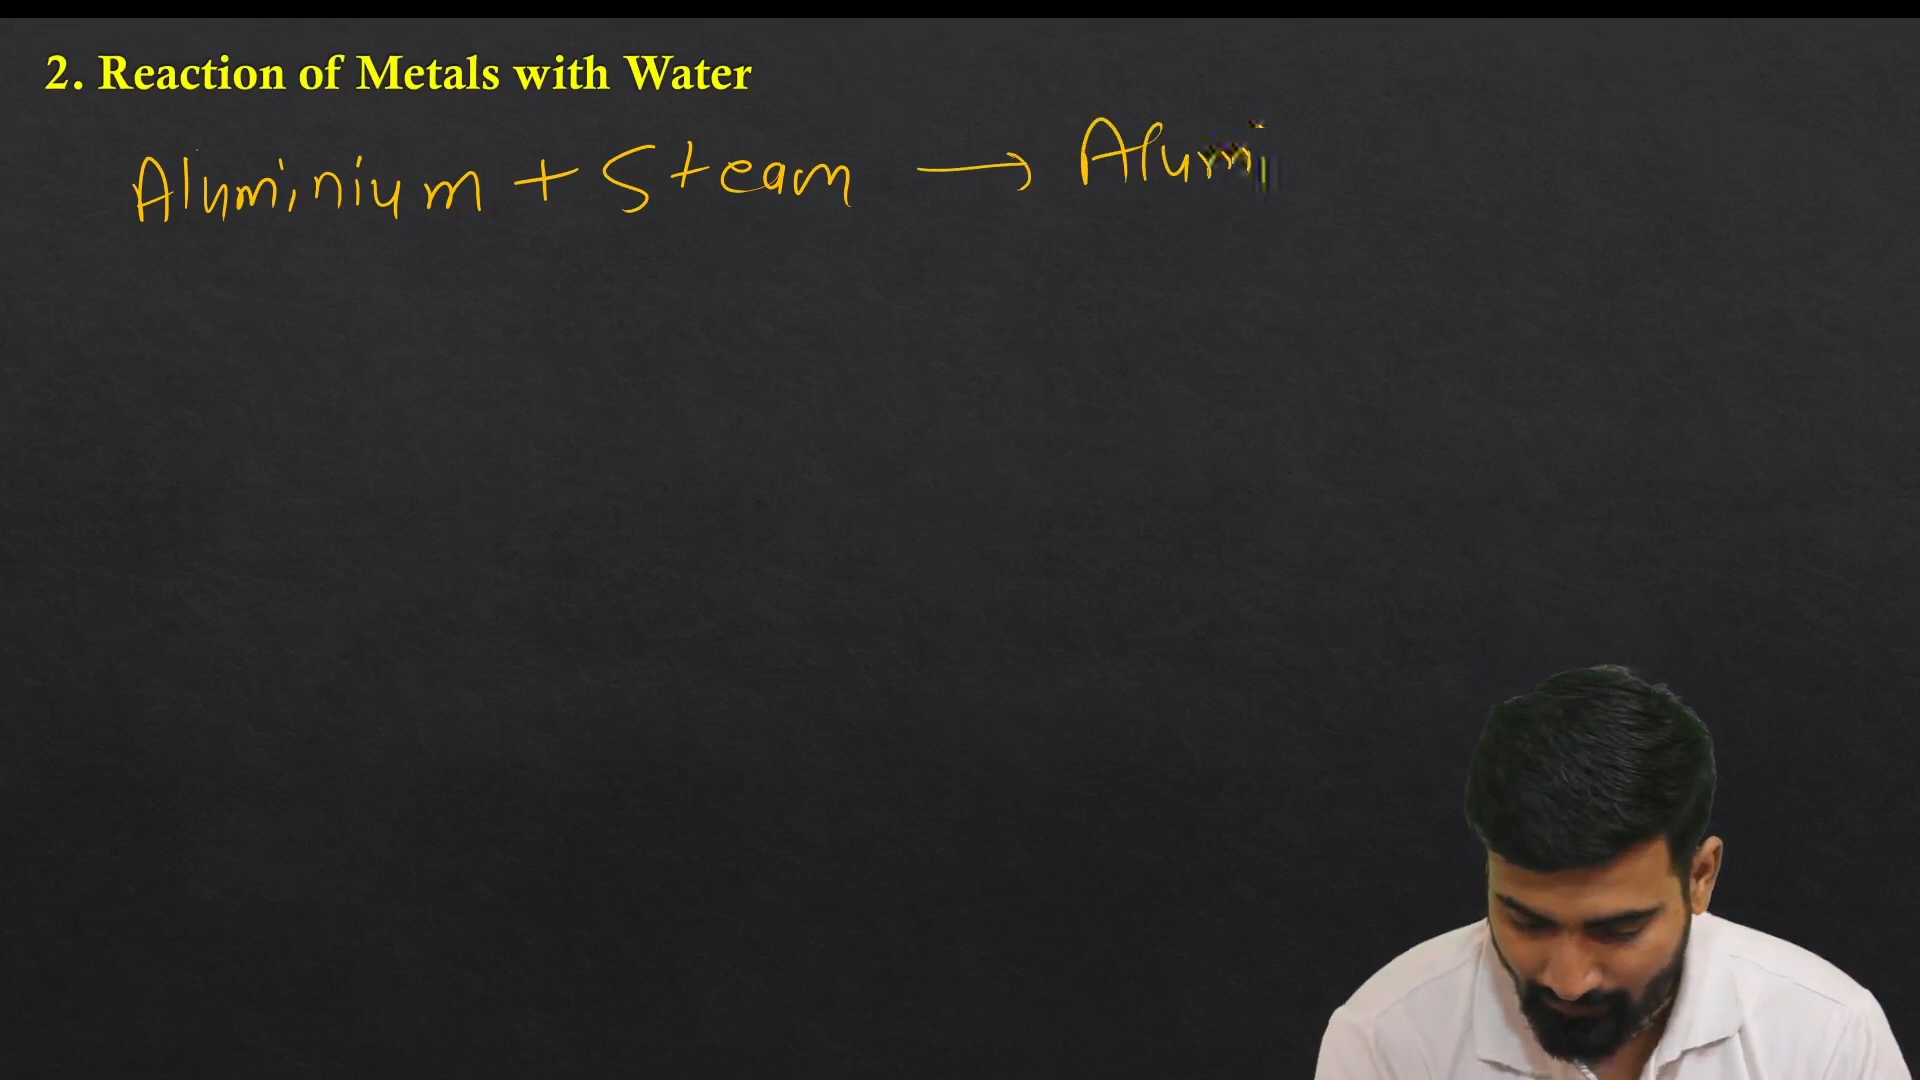 2. Reaction of Metals with Water
Aluminium + Steam → Alumi